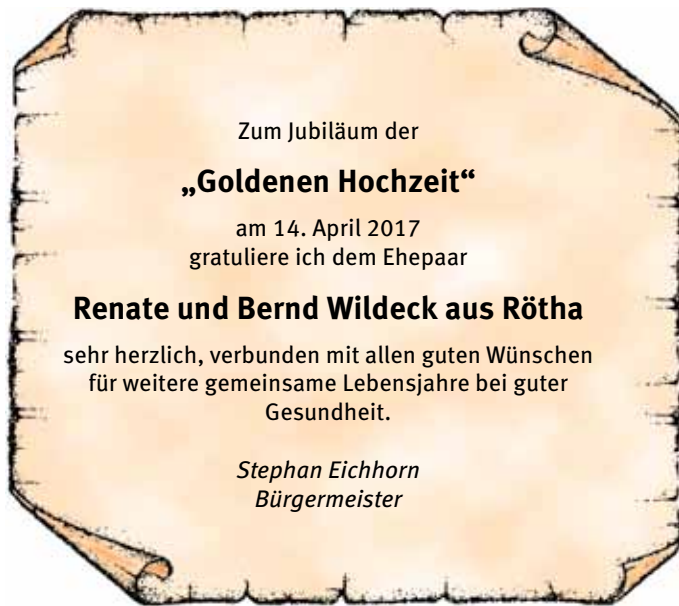 Zum Jubiläum der
„Goldenen Hochzeit“
am 14. April 2017
gratuliere ich dem Ehepaar
Renate und Bernd Wildeck aus Rötha
sehr herzlich, verbunden mit allen guten Wünschen
für weitere gemeinsame Lebensjahre bei guter
Gesundheit.
Stephan Eichhorn
Bürgermeister